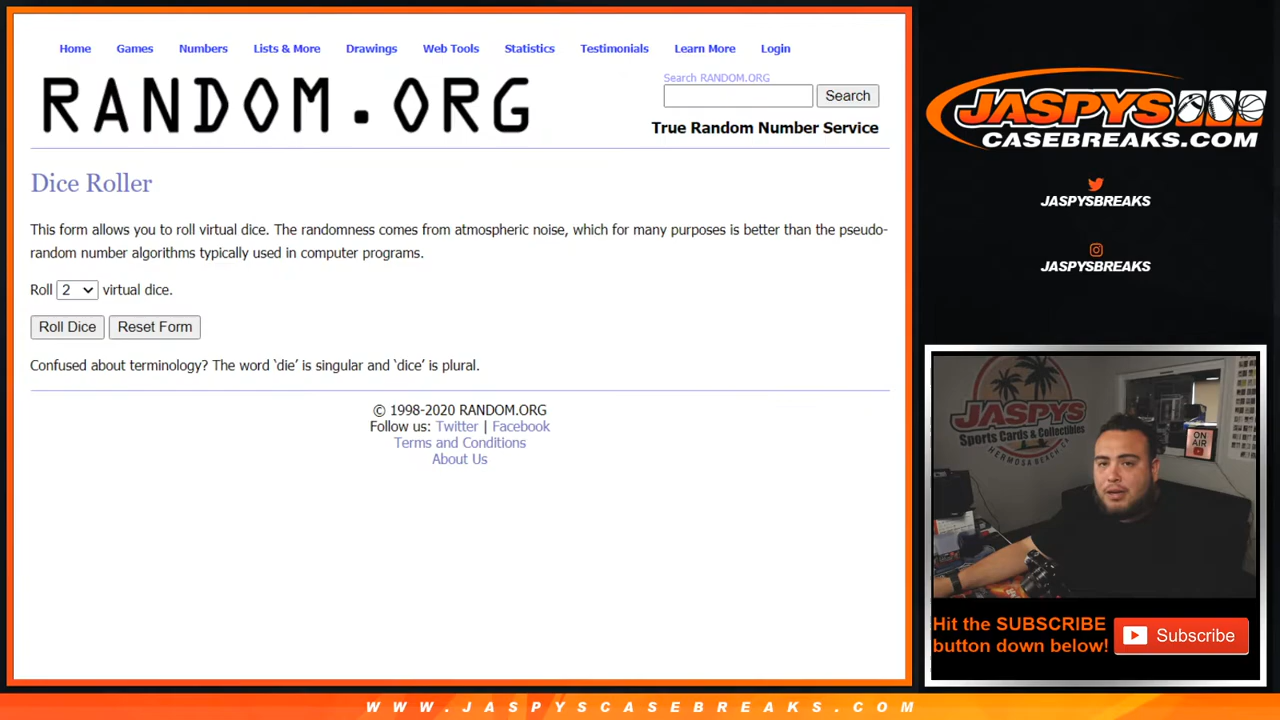 Home Games Numbers Lists & More Drawings Web Tools Statistics Testimonials Learn More Login
RANDOM.ORG
Search RANDOM.ORG
Search
True Random Number Service
Dice Roller
This form allows you to roll virtual dice. The randomness comes from atmospheric noise, which for many purposes is better than the pseudo-
random number algorithms typically used in computer programs.
Roll 2 virtual dice.
Roll Dice Reset Form
Confused about terminology? The word ‘die’ is singular and ‘dice’ is plural.
© 1998-2020 RANDOM.ORG
Follow us: Twitter | Facebook
Terms and Conditions
About Us
JASPYS
CASEBREAKS.COM
JASPYSBREAKS
JASPYSBREAKS
JASPYS
Sports Cards & Collectibles
HERMOSA BEACH, CA
ON
AIR
Hit the SUBSCRIBE
button down below!
Subscribe
WWW.JASPYSCASEBREAKS.COM